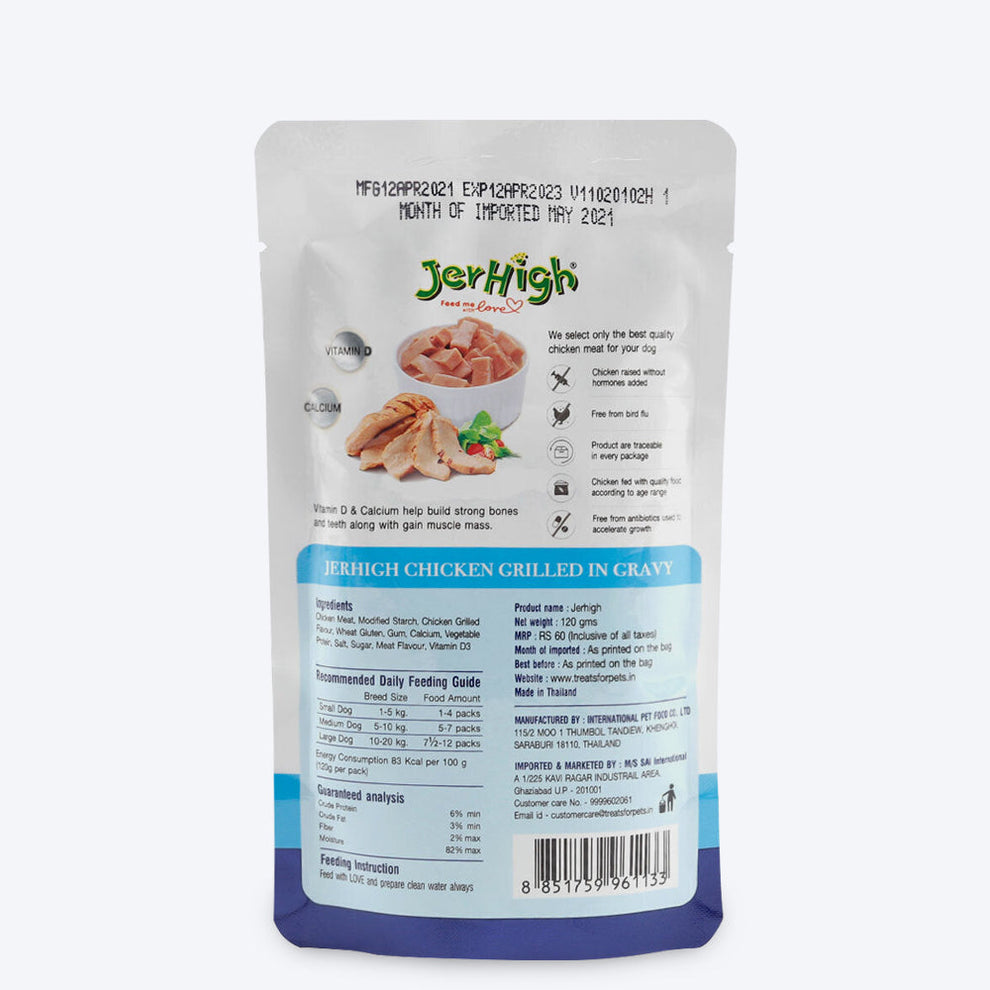 MFG12APR2021 EXP12APR2023 V11020102H 1
MONTH OF IMPORTED MAY 2021
JerHigh®
Feed me
with love
VITAMIN D
CALCIUM
We select only the best quality
chicken meat for your dog
Chicken raised without
hormones added
Free from bird flu
Product are traceable
in every package
Chicken fed with quality food
according to age range
Free from antibiotics used to
accelerate growth
Vitamin D & Calcium help build strong bones
and teeth along with gain muscle mass.
JERHIGH CHICKEN GRILLED IN GRAVY
Ingredients
Chicken Meat, Modified Starch, Chicken Grilled
Flavour, Wheat Gluten, Gum, Calcium, Vegetable
Protein, Salt, Sugar, Meat Flavour, Vitamin D3
Recommended Daily Feeding Guide
Breed Size Food Amount
Small Dog 1-5 kg. 1-4 packs
Medium Dog 5-10 kg. 5-7 packs
Large Dog 10-20 kg. 7½-12 packs
Energy Consumption 83 Kcal per 100 g
(120g per pack)
Guaranteed analysis
Crude Protein 6% min
Crude Fat 3% min
Fiber 2% max
Moisture 82% max
Feeding Instruction
Feed with LOVE and prepare clean water always
Product name : Jerhigh
Net weight : 120 gms
MRP : RS 60 (Inclusive of all taxes)
Month of imported : As printed on the bag
Best before : As printed on the bag
Website : www.treatsforpets.in
Made in Thailand
MANUFACTURED BY : INTERNATIONAL PET FOOD CO., LTD
115/2 MOO 1 THUMBOL TANDIEW, KHENGHOI,
SARABURI 18110, THAILAND
IMPORTED & MARKETED BY : M/S SAI International
A 1/225 KAVI RAGAR INDUSTRAIL AREA,
Ghaziabad U.P - 201001
Customer care No. - 9999602061
Email id - customercare@treatsforpets.in
8 851759 961133